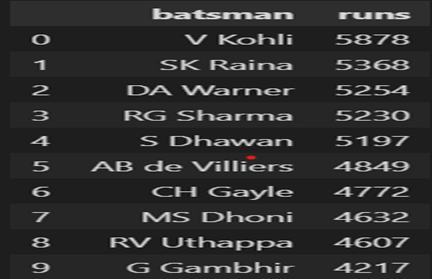 batsman runs
0 V Kohli 5878
1 SK Raina 5368
2 DA Warner 5254
3 RG Sharma 5230
4 S Dhawan 5197
5 AB de Villiers 4849
6 CH Gayle 4772
7 MS Dhoni 4632
8 RV Uthappa 4607
9 G Gambhir 4217